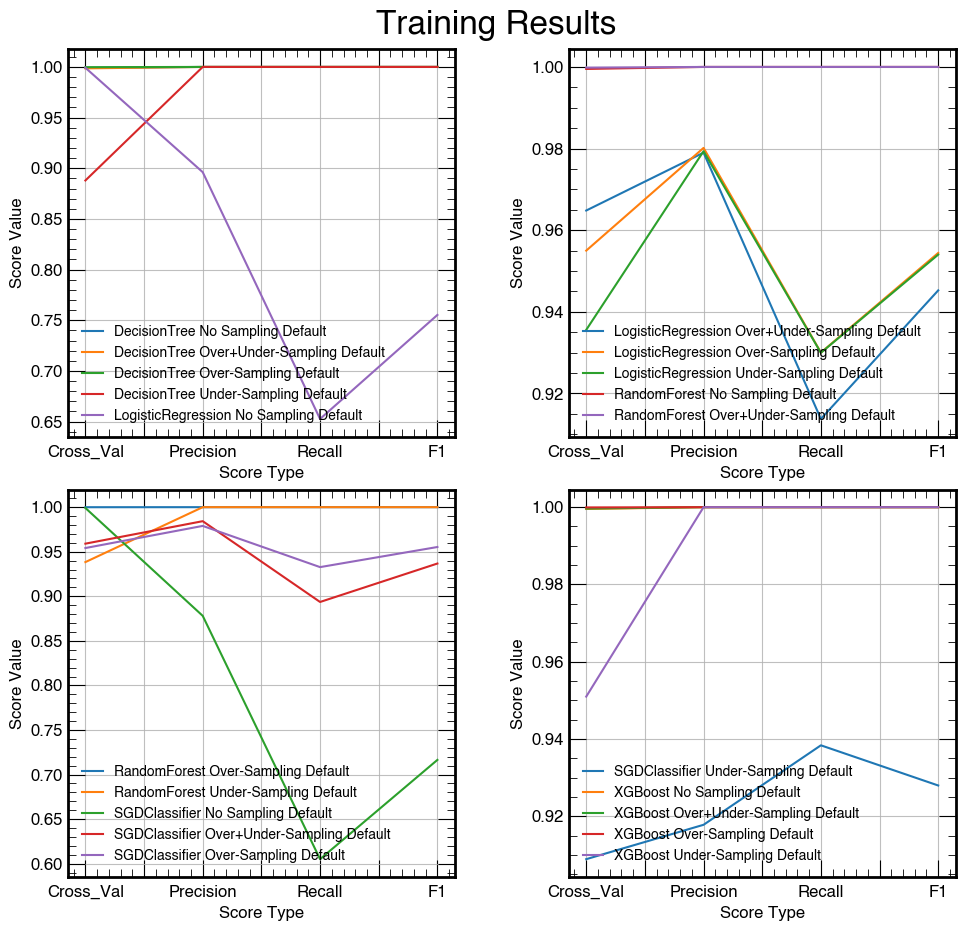 Training Results
1.00
0.95
0.90
0.85
0.80
0.75
0.70
0.65
Score Value
DecisionTree No Sampling Default
DecisionTree Over+Under-Sampling Default
DecisionTree Over-Sampling Default
DecisionTree Under-Sampling Default
LogisticRegression No Sampling Default
Cross_Val Precision Recall F1
Score Type
1.00
0.98
0.96
0.94
0.92
Score Value
LogisticRegression Over+Under-Sampling Default
LogisticRegression Over-Sampling Default
LogisticRegression Under-Sampling Default
RandomForest No Sampling Default
RandomForest Over+Under-Sampling Default
Cross_Val Precision Recall F1
Score Type
1.00
0.95
0.90
0.85
0.80
0.75
0.70
0.65
0.60
Score Value
RandomForest Over-Sampling Default
RandomForest Under-Sampling Default
SGDClassifier No Sampling Default
SGDClassifier Over+Under-Sampling Default
SGDClassifier Over-Sampling Default
Cross_Val Precision Recall F1
Score Type
1.00
0.98
0.96
0.94
0.92
Score Value
SGDClassifier Under-Sampling Default
XGBoost No Sampling Default
XGBoost Over+Under-Sampling Default
XGBoost Over-Sampling Default
XGBoost Under-Sampling Default
Cross_Val Precision Recall F1
Score Type